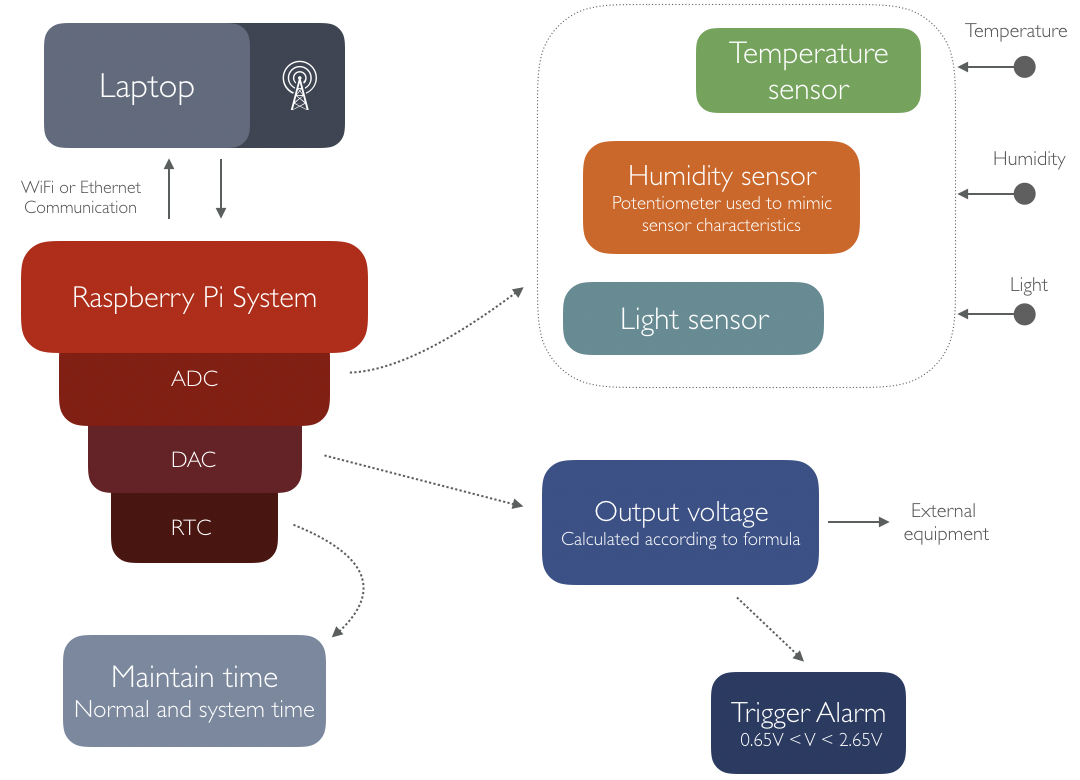 Laptop
WiFi or Ethernet
Communication
Raspberry Pi System
ADC
DAC
RTC
Maintain time
Normal and system time
Temperature
sensor
Humidity sensor
Potentiometer used to mimic
sensor characteristics
Light sensor
Temperature
Humidity
Light
Output voltage
Calculated according to formula
External
equipment
Trigger Alarm
0.65V < V < 2.65V